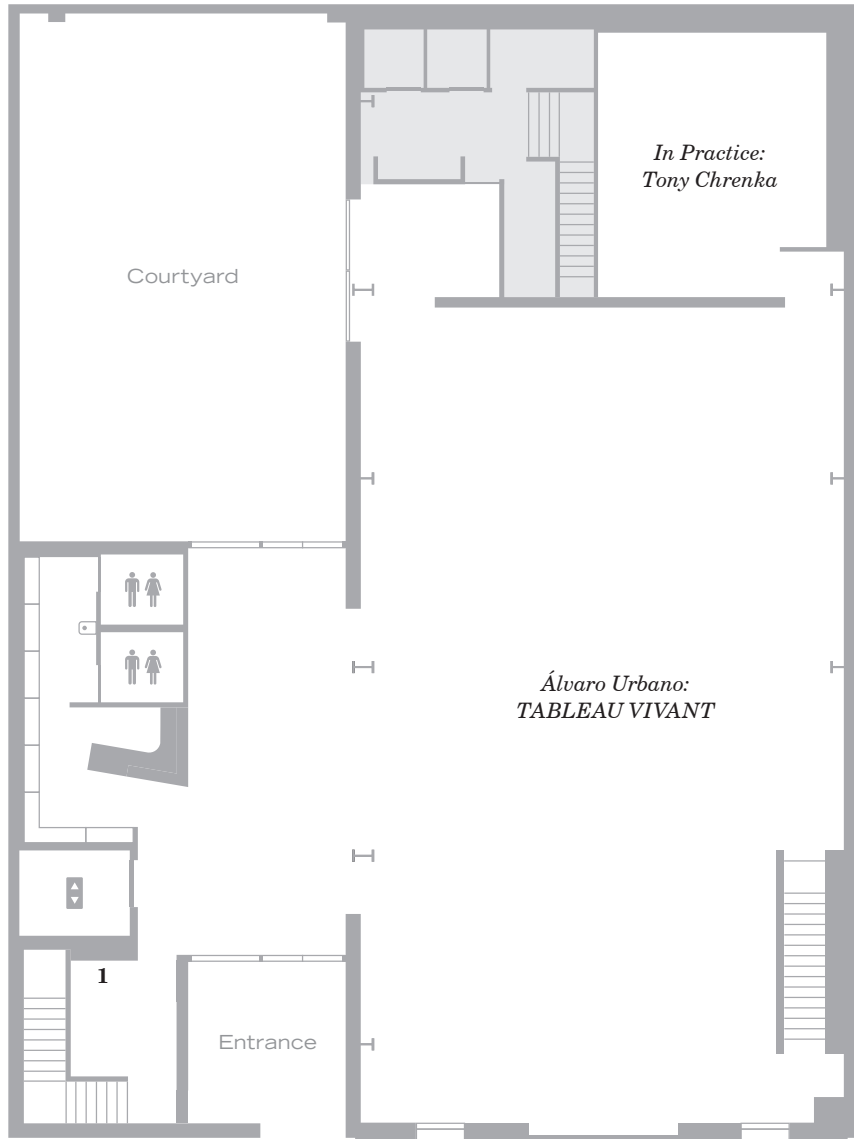 In Practice:
Tony Chrenka
Courtyard
Álvaro Urbano:
TABLEAU VIVANT
1
Entrance